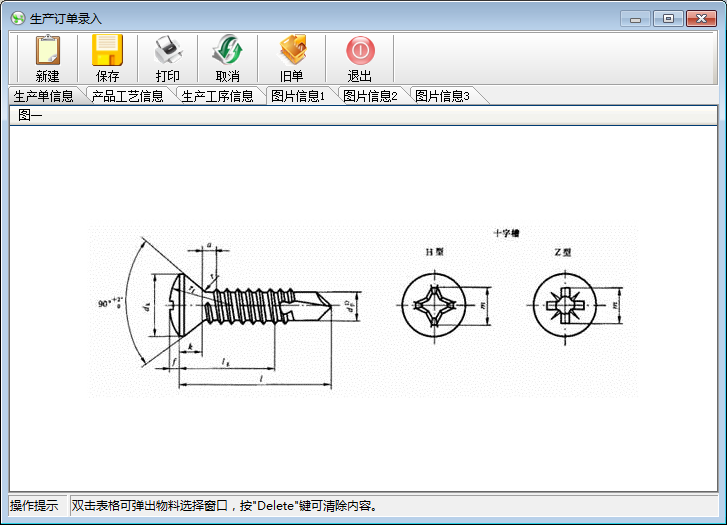 生产订单录入
新建 保存 打印 取消 旧单 退出
生产单信息 产品工艺信息 生产工序信息 图片信息1 图片信息2 图片信息3
图一
十字槽
H型 Z型
a
90°
dk
m
m
k
f
l
操作提示 双击表格可弹出物料选择窗口，按"Delete"键可清除内容。